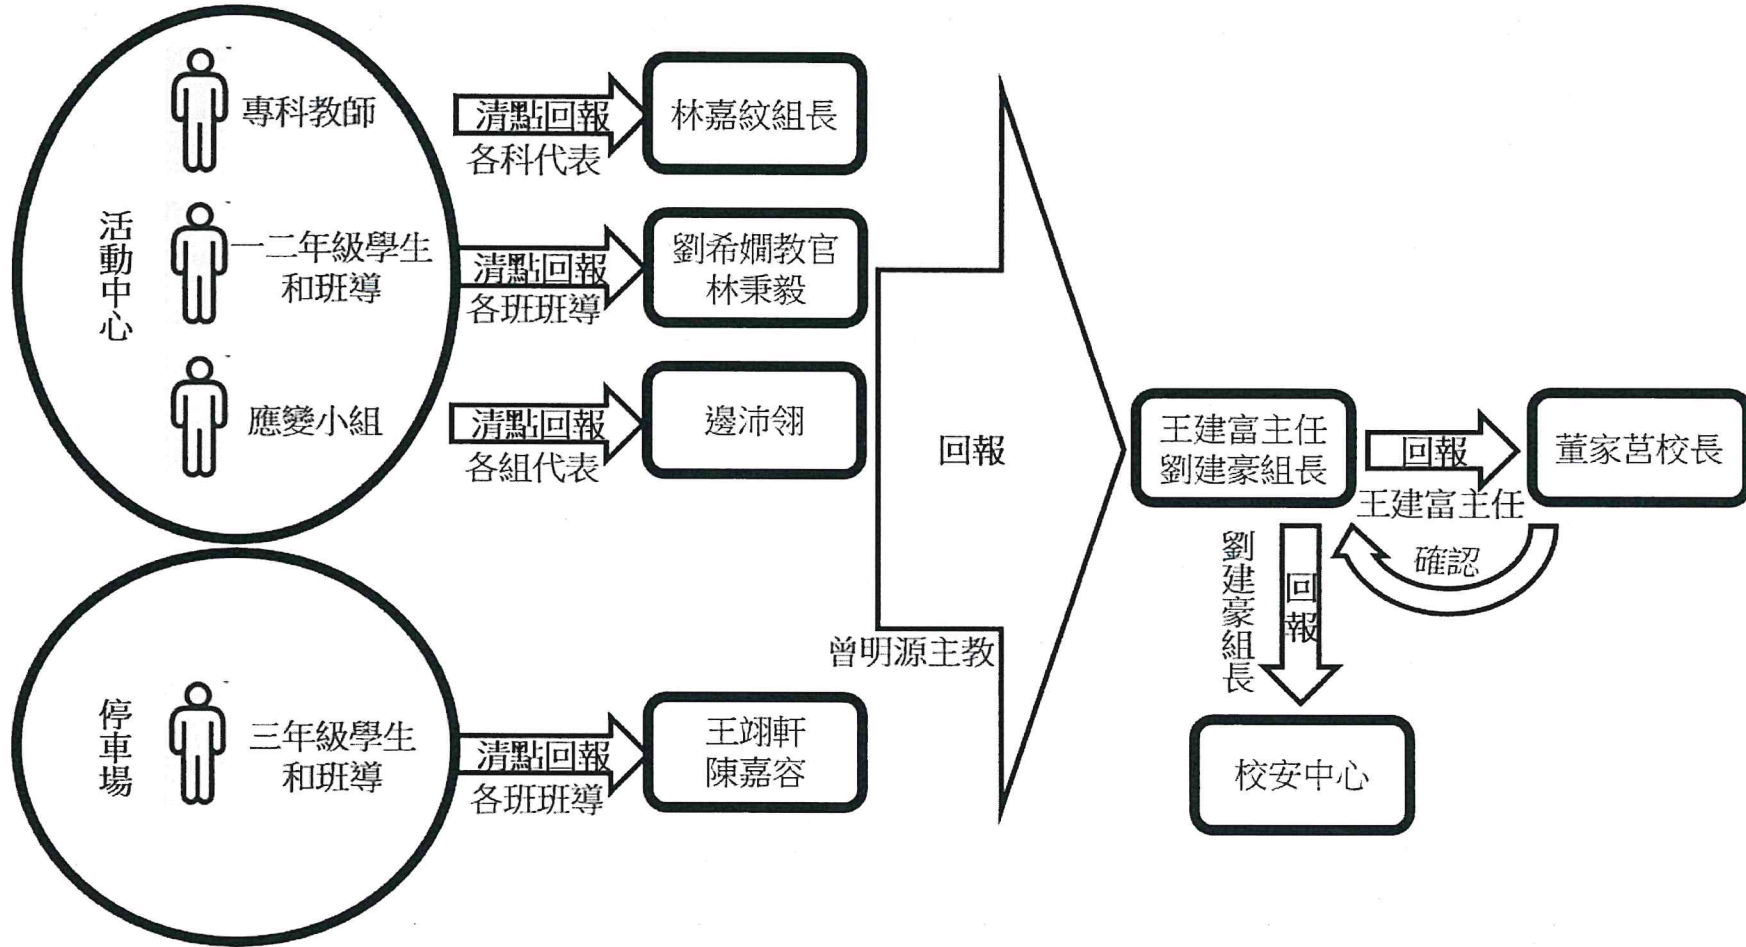 活動中心
專科教師
清點回報
各科代表
林嘉紋組長
一二年級學生
和班導
清點回報
各班班導
劉希嫺教官
林秉毅
應變小組
清點回報
各組代表
邊沛翎
停車場
三年級學生
和班導
清點回報
各班班導
王翊軒
陳嘉容
回報
曾明源主教
王建富主任
劉建豪組長
回報
王建富主任
董家莒校長
確認
劉建豪組長
回報
校安中心